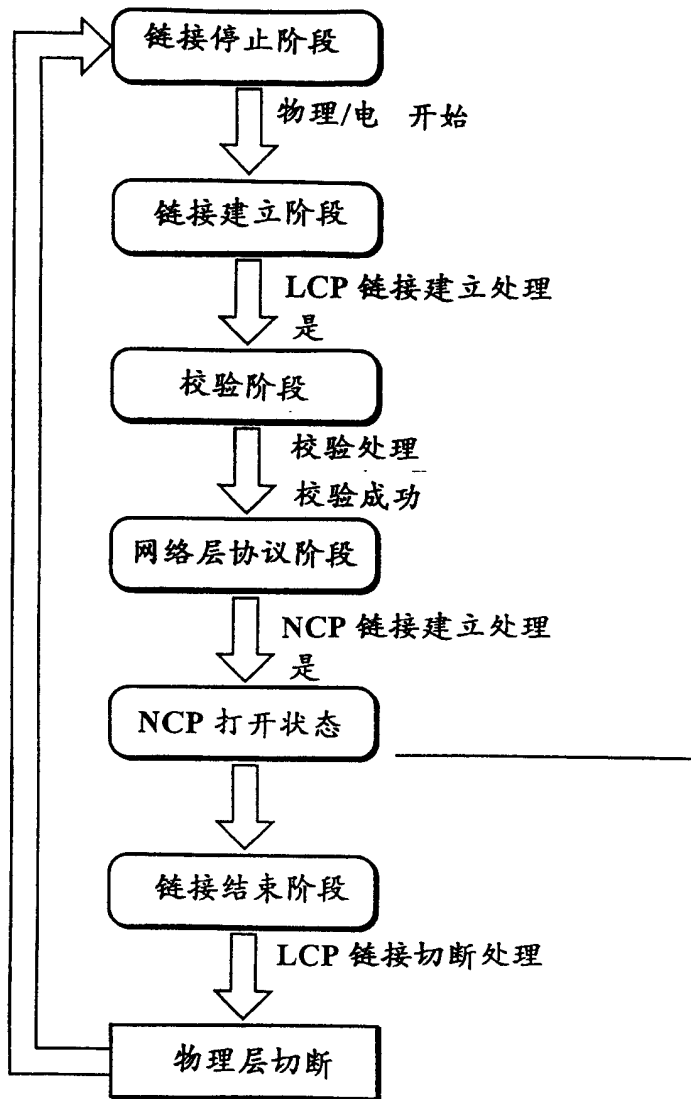 链接停止阶段
物理/电 开始
链接建立阶段
LCP 链接建立处理
是
校验阶段
校验处理
校验成功
网络层协议阶段
NCP 链接建立处理
是
NCP 打开状态
链接结束阶段
LCP 链接切断处理
物理层切断